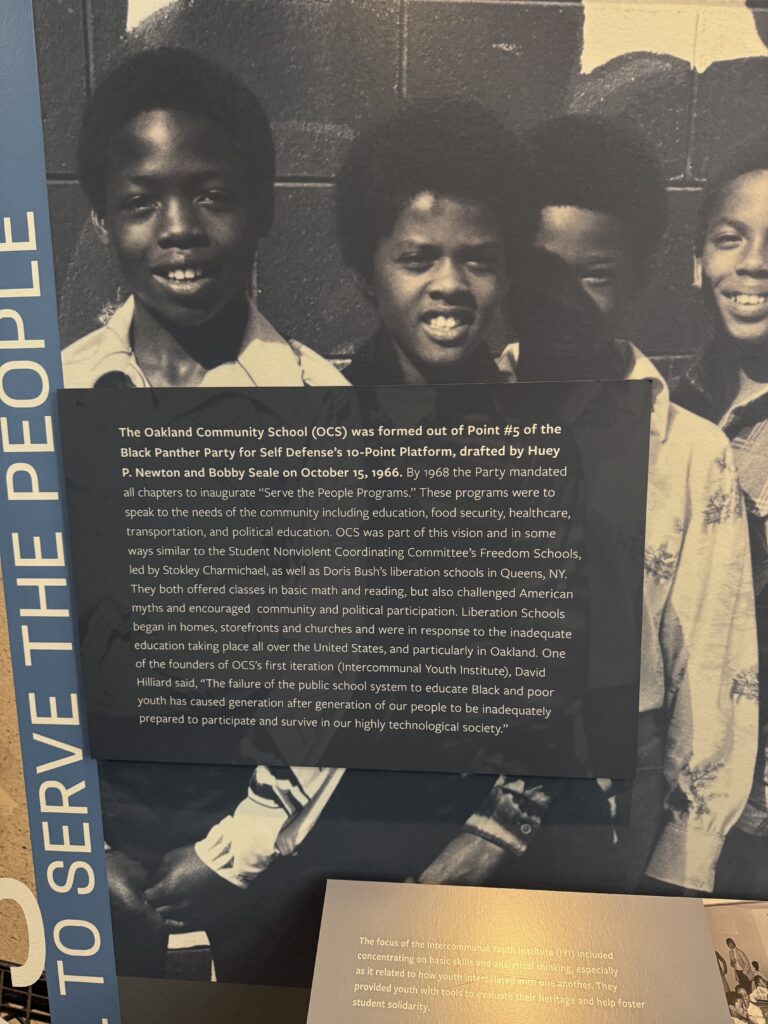 TO SERVE THE PEOPLE
The Oakland Community School (OCS) was formed out of Point #5 of the
Black Panther Party for Self Defense's 10-Point Platform, drafted by Huey
P. Newton and Bobby Seale on October 15, 1966. By 1968 the Party mandated
all chapters to inaugurate "Serve the People Programs." These programs were to
speak to the needs of the community including education, food security, healthcare,
transportation, and political education. OCS was part of this vision and in some
ways similar to the Student Nonviolent Coordinating Committee's Freedom Schools,
led by Stokley Charmichael, as well as Doris Bush's liberation schools in Queens, NY.
They both offered classes in basic math and reading, but also challenged American
myths and encouraged community and political participation. Liberation Schools
began in homes, storefronts and churches and were in response to the inadequate
education taking place all over the United States, and particularly in Oakland. One
of the founders of OCS's first iteration (Intercommunal Youth Institute), David
Hilliard said, "The failure of the public school system to educate Black and poor
youth has caused generation after generation of our people to be inadequately
prepared to participate and survive in our highly technological society."
The focus of the Intercommunal Youth Institute (IYI) included
concentrating on basic skills and analytical thinking, especially
as it related to how youth interrelated with one another. They
provided youth with tools to evaluate their heritage and help foster
student solidarity.